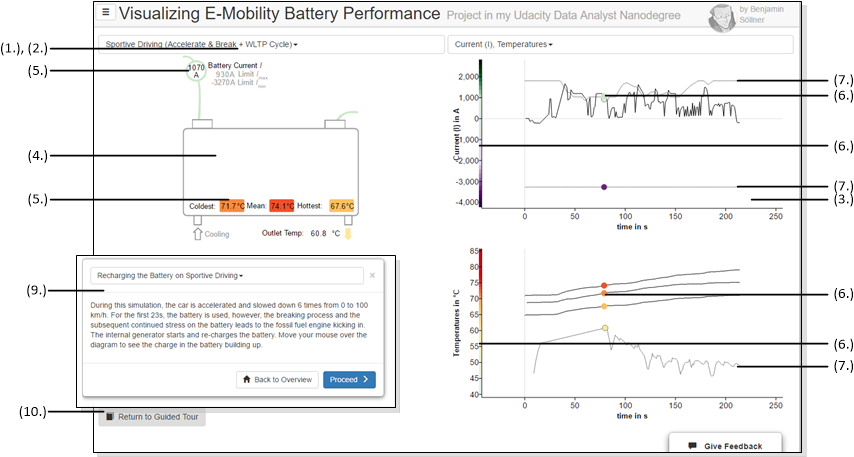 ☰ Visualizing E-Mobility Battery Performance Project in my Udacity Data Analyst Nanodegree
by Benjamin
Söllner
(1.), (2.) Sportive Driving (Accelerate & Break + WLTP Cycle)
Current (I), Temperatures
(5.) 1070 A Battery Current /
930A Limit / max
-3270A Limit / min
(4.)
(5.) Coldest: 71.7°C Mean: 74.1°C Hottest: 67.6°C
Cooling Outlet Temp: 60.8 °C
Current (I) in A
2,000
1,000
0
-1,000
-2,000
-3,000
-4,000
0 50 100 150 200 250
time in s
(7.)
(6.)
(6.)
(7.)
(3.)
Temperatures in °C
85
80
75
70
65
60
55
50
45
40
0 50 100 150 200 250
time in s
(6.)
(6.)
(7.)
Recharging the Battery on Sportive Driving ×
(9.)
During this simulation, the car is accelerated and slowed down 6 times from 0 to 100
km/h. For the first 23s, the battery is used, however, the breaking process and the
subsequent continued stress on the battery leads to the fossil fuel engine kicking in.
The internal generator starts and re-charges the battery. Move your mouse over the
diagram to see the charge in the battery building up.
Back to Overview Proceed
(10.) Return to Guided Tour
Give Feedback